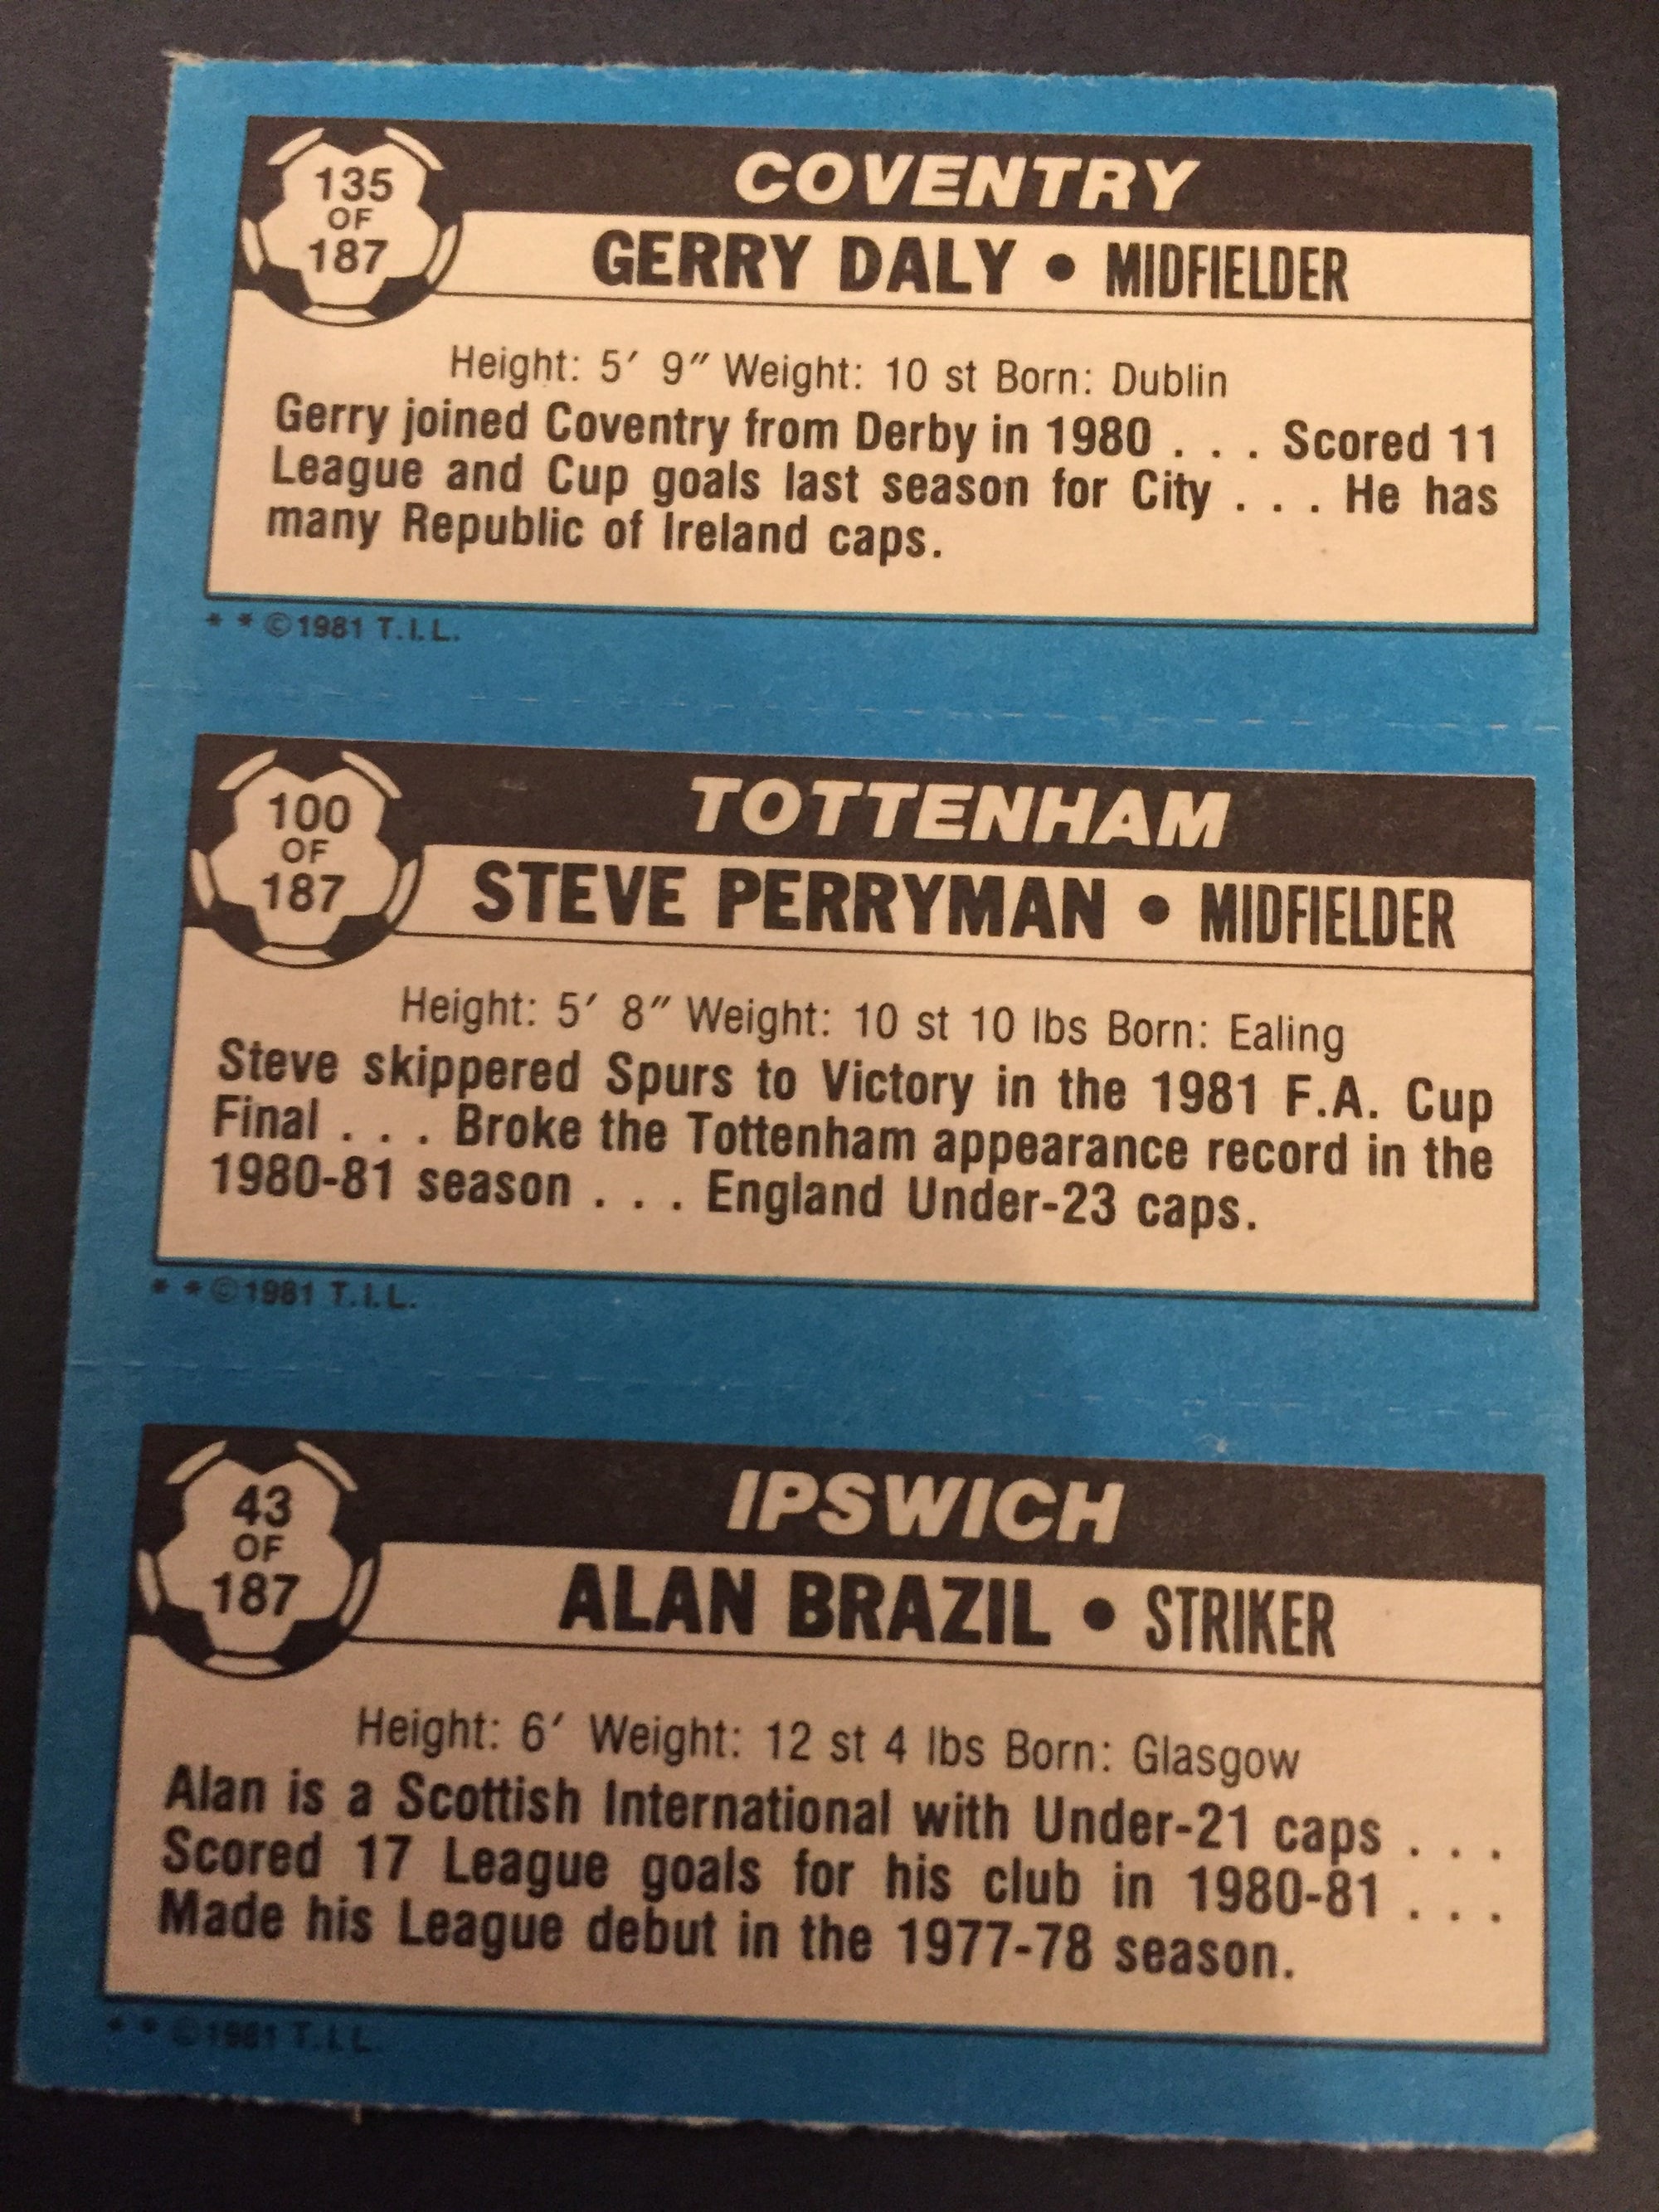 135
OF
187
COVENTRY
GERRY DALY • MIDFIELDER
Height: 5′ 9″ Weight: 10 st Born: Dublin
Gerry joined Coventry from Derby in 1980 . . . Scored 11
League and Cup goals last season for City . . . He has
many Republic of Ireland caps.
* * ©1981 T.I.L.
100
OF
187
TOTTENHAM
STEVE PERRYMAN • MIDFIELDER
Height: 5′ 8″ Weight: 10 st 10 lbs Born: Ealing
Steve skippered Spurs to Victory in the 1981 F.A. Cup
Final . . . Broke the Tottenham appearance record in the
1980-81 season . . . England Under-23 caps.
* * ©1981 T.I.L.
43
OF
187
IPSWICH
ALAN BRAZIL • STRIKER
Height: 6′ Weight: 12 st 4 lbs Born: Glasgow
Alan is a Scottish International with Under-21 caps . . .
Scored 17 League goals for his club in 1980-81 . . .
Made his League debut in the 1977-78 season.
* * ©1981 T.I.L.